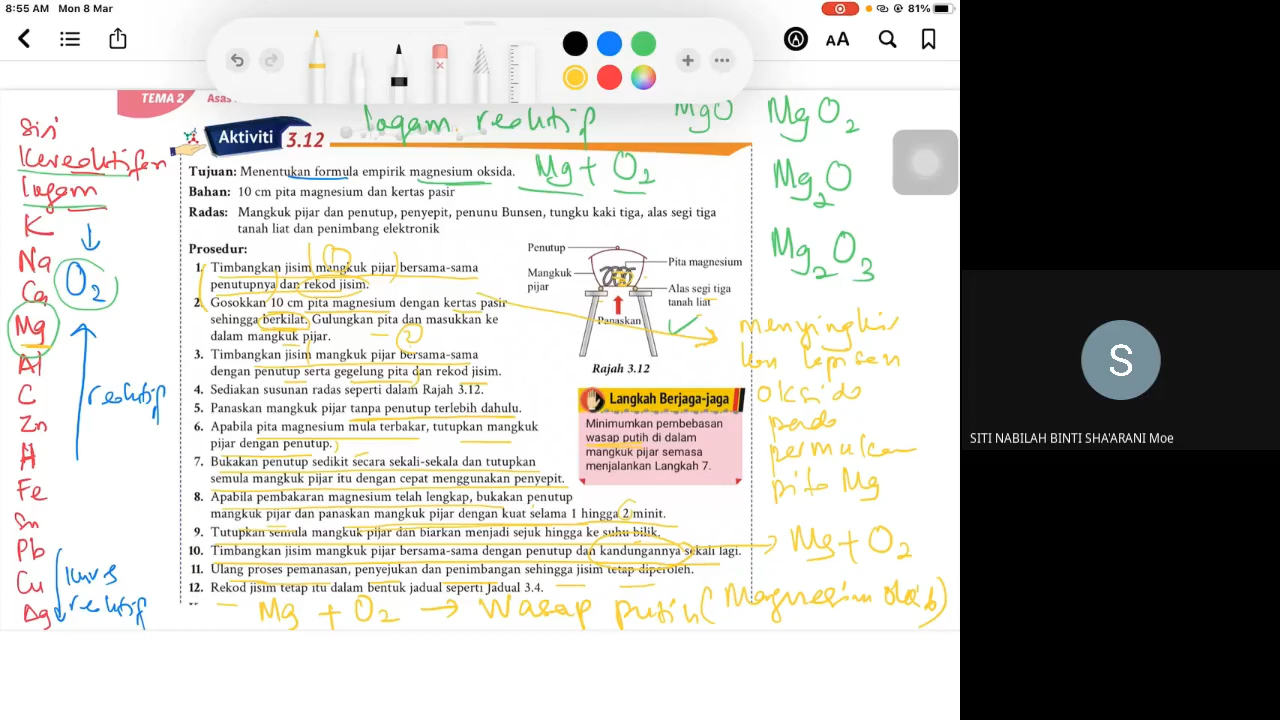 8:55 AM Mon 8 Mar
81%
AA
TEMA 2
logam reaktif
MgO
MgO2
Mg2O
Mg2O3
Siri
Kereaktifan
logam
K
Na
Ca
Mg
Al
C
Zn
H
Fe
Sn
Pb
Cu
Ag
O2
reaktif
kurg
reaktif
Aktiviti 3.12
Tujuan: Menentukan formula empirik magnesium oksida.
Mg + O2
Bahan: 10 cm pita magnesium dan kertas pasir
Radas: Mangkuk pijar dan penutup, penyepit, penunu Bunsen, tungku kaki tiga, alas segi tiga
tanah liat dan penimbang elektronik
Prosedur:
1
1. Timbangkan jisim mangkuk pijar bersama-sama
penutupnya dan rekod jisim.
2. Gosokkan 10 cm pita magnesium dengan kertas pasir
sehingga berkilat. Gulungkan pita dan masukkan ke
dalam mangkuk pijar.
2
3. Timbangkan jisim mangkuk pijar bersama-sama
dengan penutup serta gegelung pita dan rekod jisim.
4. Sediakan susunan radas seperti dalam Rajah 3.12.
5. Panaskan mangkuk pijar tanpa penutup terlebih dahulu.
6. Apabila pita magnesium mula terbakar, tutupkan mangkuk
pijar dengan penutup.
7. Bukakan penutup sedikit secara sekali-sekala dan tutupkan
semula mangkuk pijar itu dengan cepat menggunakan penyepit.
8. Apabila pembakaran magnesium telah lengkap, bukakan penutup
mangkuk pijar dan panaskan mangkuk pijar dengan kuat selama 1 hingga 2 minit.
9. Tutupkan semula mangkuk pijar dan biarkan menjadi sejuk hingga ke suhu bilik.
10. Timbangkan jisim mangkuk pijar bersama-sama dengan penutup dan kandungannya sekali lagi.
11. Ulang proses pemanasan, penyejukan dan penimbangan sehingga jisim tetap diperoleh.
12. Rekod jisim tetap itu dalam bentuk jadual seperti Jadual 3.4.
Penutup
Mangkuk
pijar
Pita magnesium
Alas segi tiga
tanah liat
Panaskan
Rajah 3.12
Langkah Berjaga-jaga
Minimumkan pembebasan
wasap putih di dalam
mangkuk pijar semasa
menjalankan Langkah 7.
menyingkir
kan lapisan
oksida
pada
permukaan
pita Mg
Mg + O2
Mg + O2 → Wasap putih (Magnesium
S
SITI NABILAH BINTI SHA'ARANI Moe